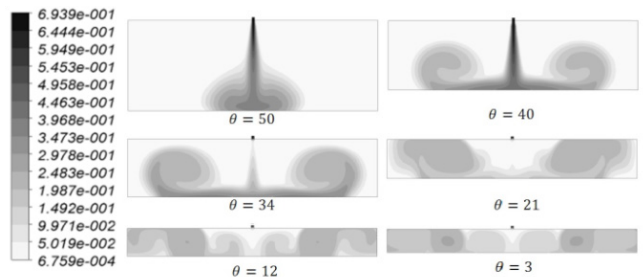 6.939e-001
6.444e-001
5.949e-001
5.453e-001
4.958e-001
4.463e-001
3.968e-001
3.473e-001
2.978e-001
2.483e-001
1.987e-001
1.492e-001
9.971e-002
5.019e-002
6.759e-004
θ = 50
θ = 40
θ = 34
θ = 21
θ = 12
θ = 3